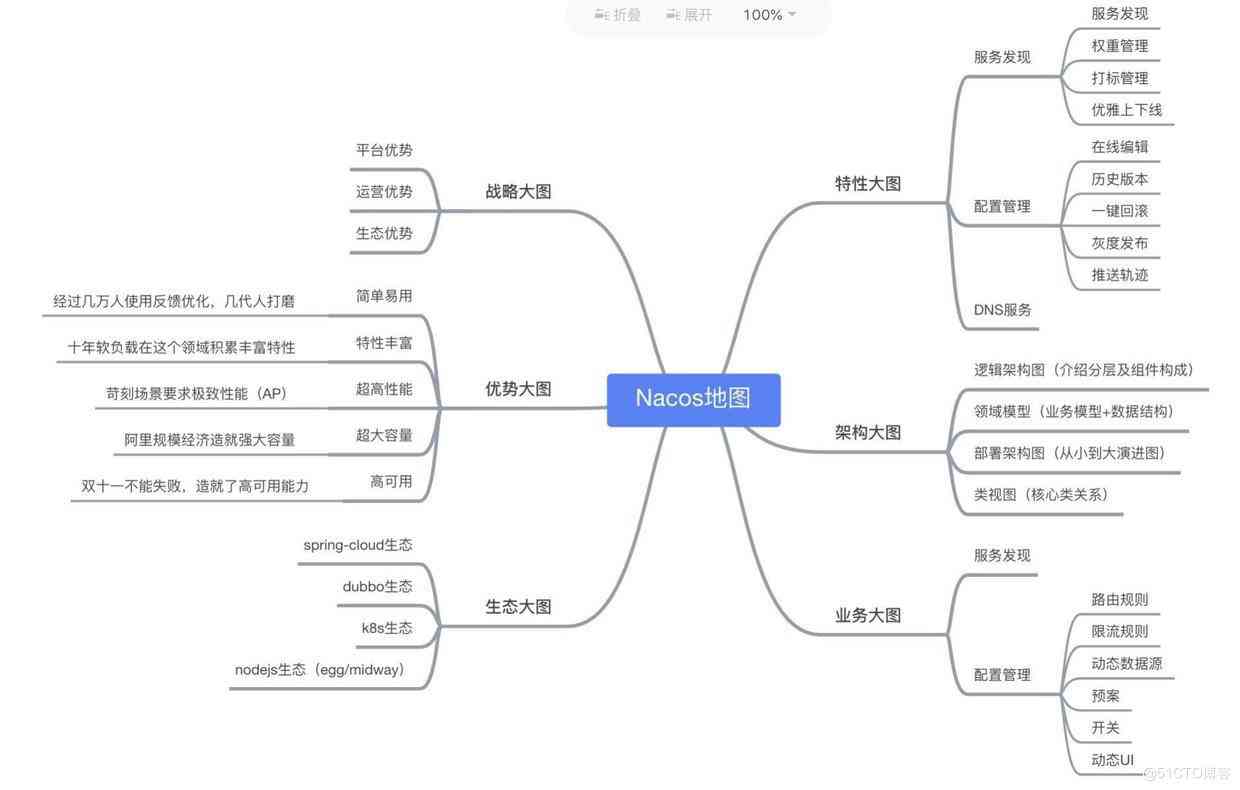 折叠
展开
100%
Nacos地图
战略大图
平台优势
运营优势
生态优势
优势大图
简单易用
经过几万人使用反馈优化，几代人打磨
特性丰富
十年软负载在这个领域积累丰富特性
超高性能
苛刻场景要求极致性能（AP）
超大容量
阿里规模经济造就强大容量
高可用
双十一不能失败，造就了高可用能力
生态大图
spring-cloud生态
dubbo生态
k8s生态
nodejs生态（egg/midway）
特性大图
服务发现
服务发现
权重管理
打标管理
优雅上下线
配置管理
在线编辑
历史版本
一键回滚
灰度发布
推送轨迹
DNS服务
架构大图
逻辑架构图（介绍分层及组件构成）
领域模型（业务模型+数据结构）
部署架构图（从小到大演进图）
类视图（核心类关系）
业务大图
服务发现
配置管理
路由规则
限流规则
动态数据源
预案
开关
动态UI
@51CTO博客